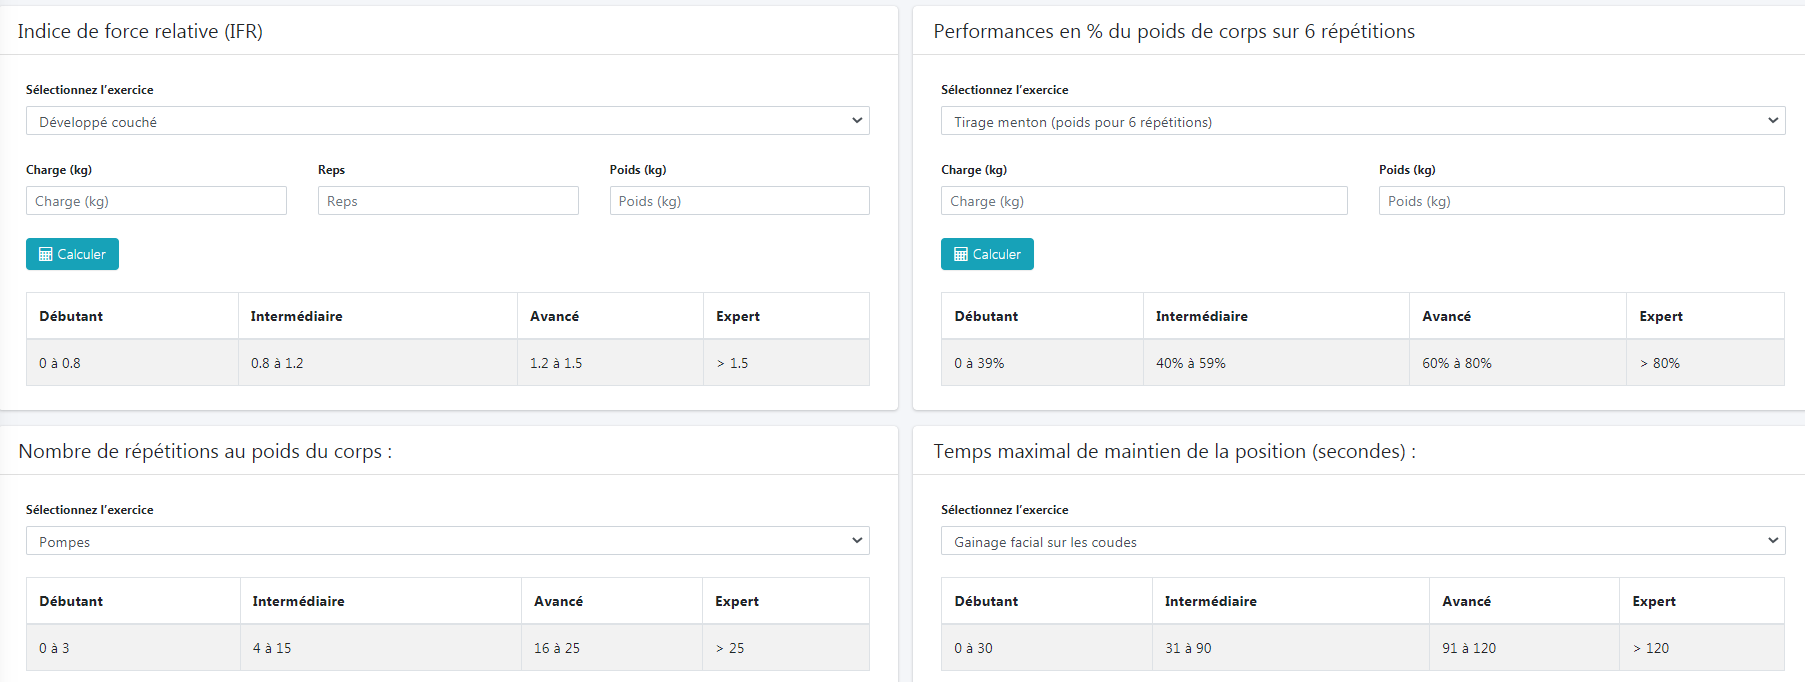 Indice de force relative (IFR)
Sélectionnez l'exercice
Développé couché
Charge (kg) Reps Poids (kg)
Charge (kg) Reps Poids (kg)
Calculer
Débutant Intermédiaire Avancé Expert
0 à 0.8 0.8 à 1.2 1.2 à 1.5 > 1.5
Performances en % du poids de corps sur 6 répétitions
Sélectionnez l'exercice
Tirage menton (poids pour 6 répétitions)
Charge (kg) Poids (kg)
Charge (kg) Poids (kg)
Calculer
Débutant Intermédiaire Avancé Expert
0 à 39% 40% à 59% 60% à 80% > 80%
Nombre de répétitions au poids du corps :
Sélectionnez l'exercice
Pompes
Débutant Intermédiaire Avancé Expert
0 à 3 4 à 15 16 à 25 > 25
Temps maximal de maintien de la position (secondes) :
Sélectionnez l'exercice
Gainage facial sur les coudes
Débutant Intermédiaire Avancé Expert
0 à 30 31 à 90 91 à 120 > 120